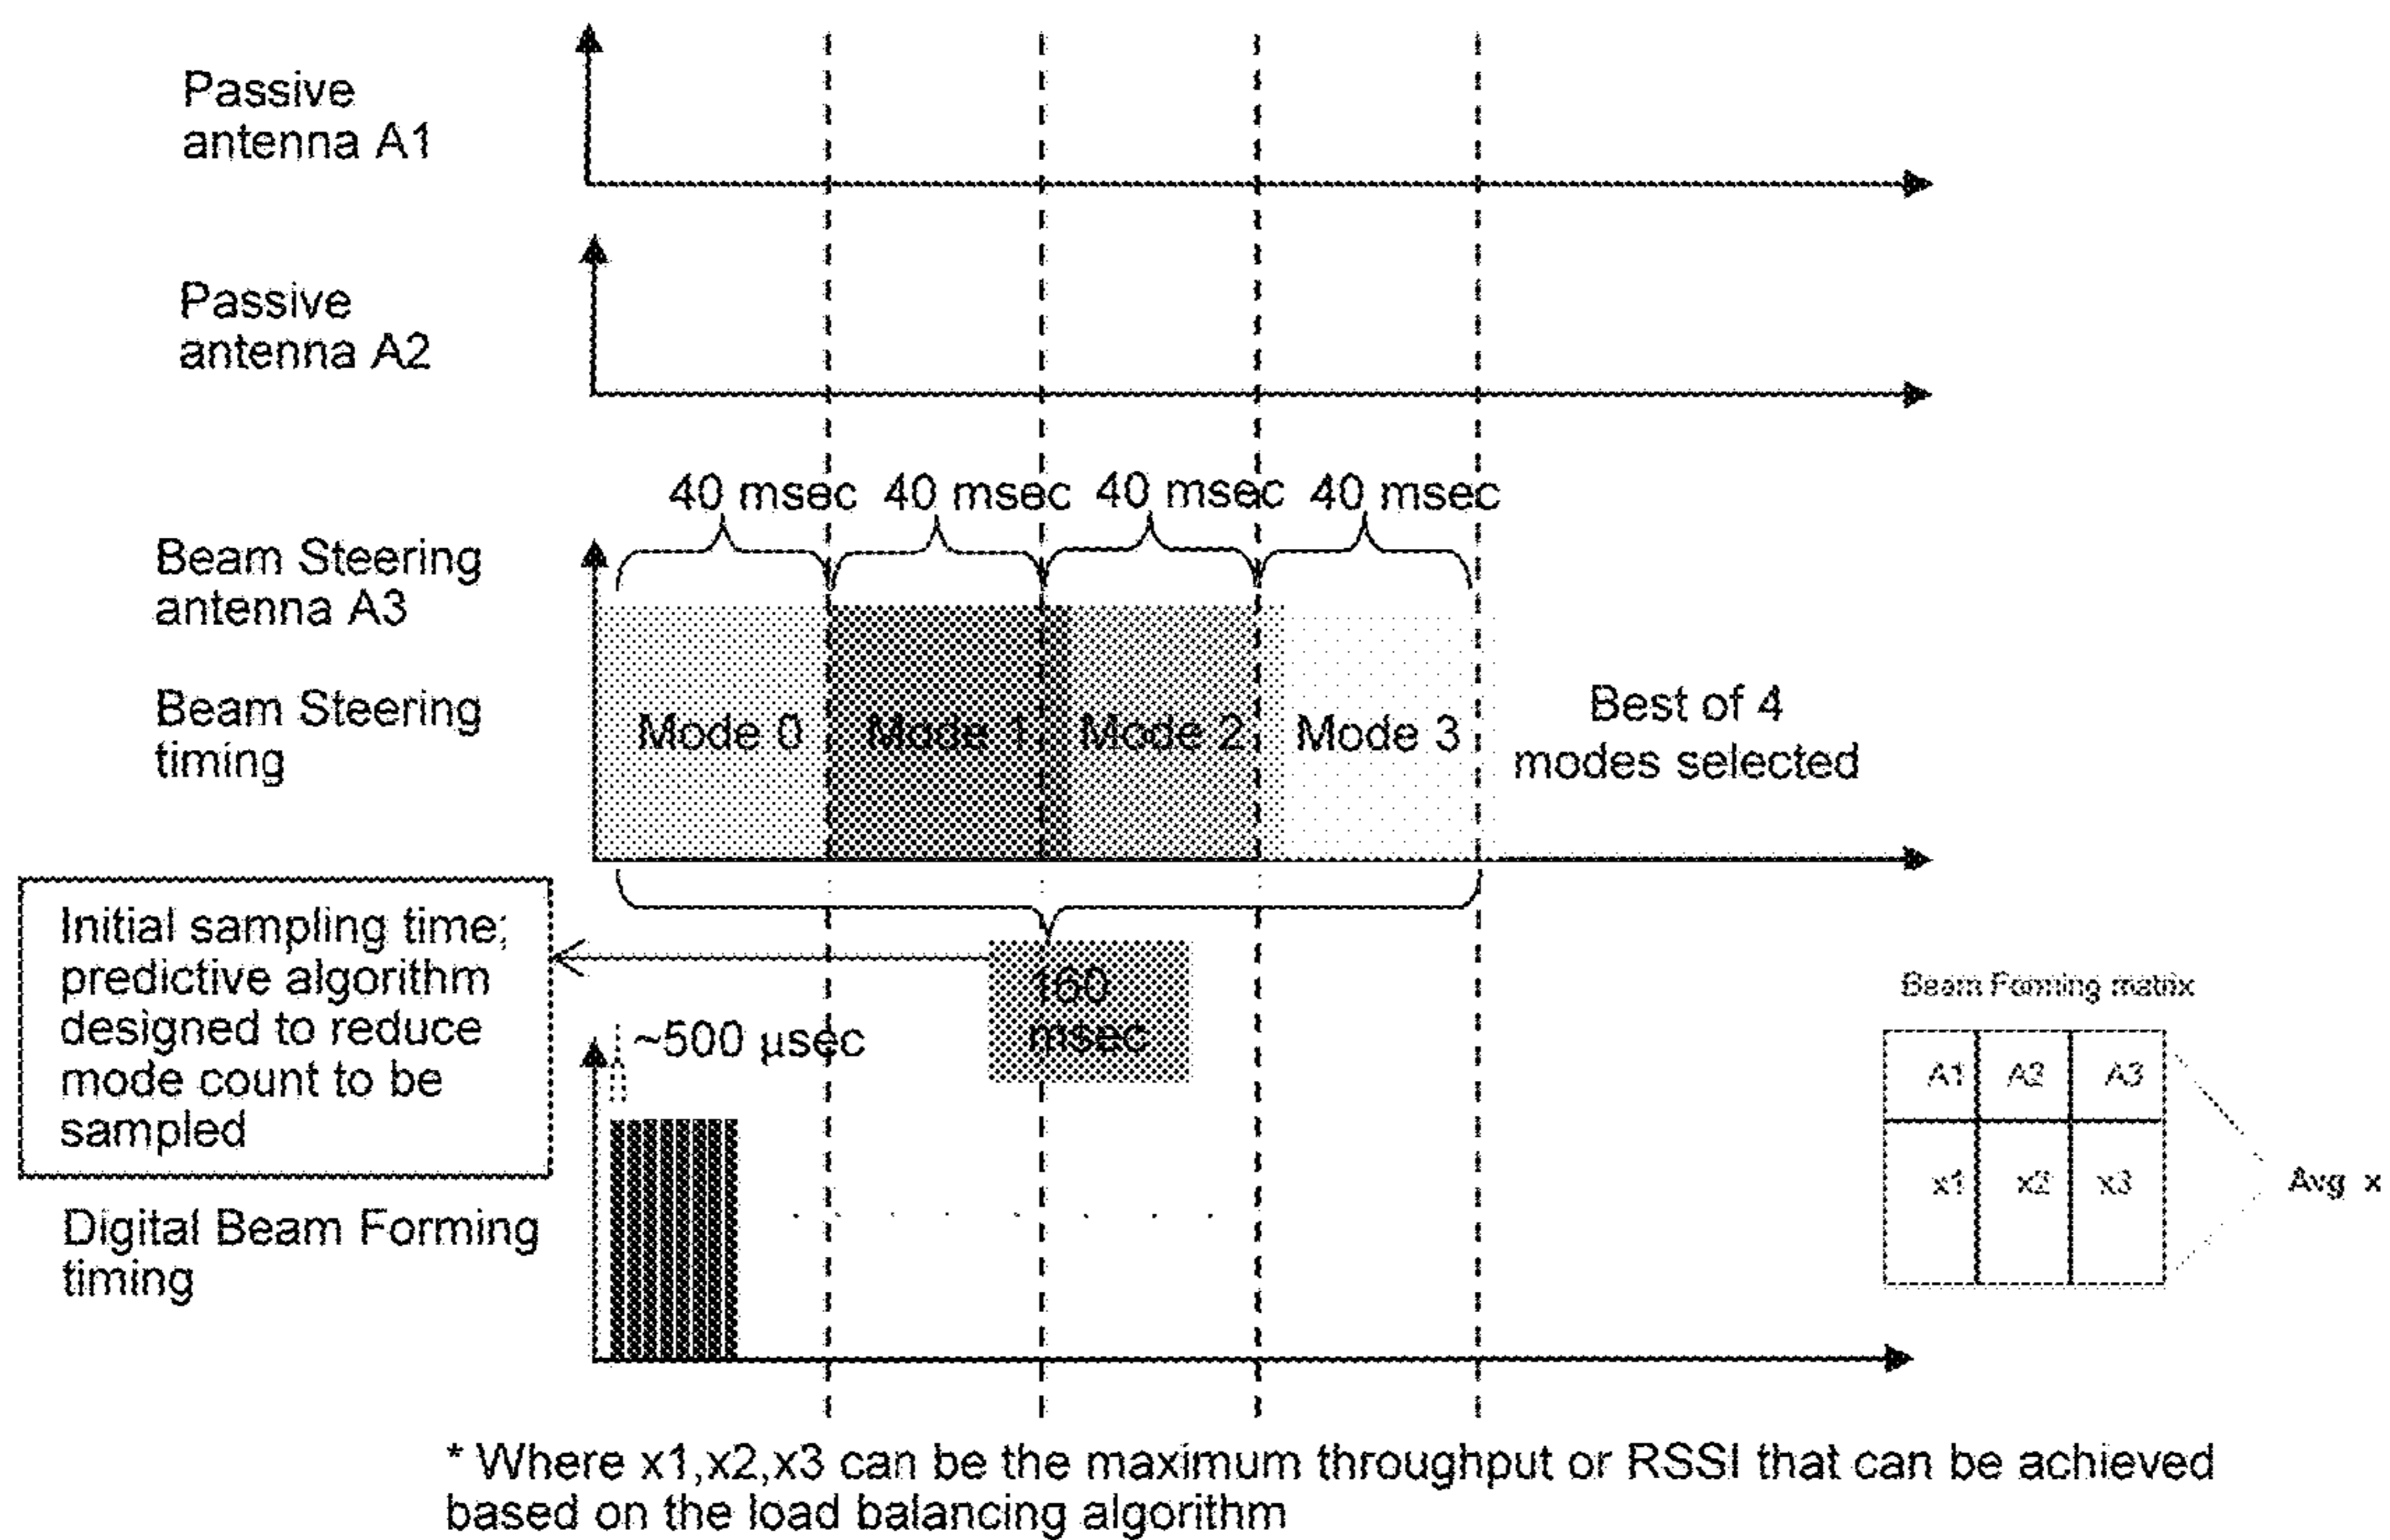 Passive
antenna A1
Passive
antenna A2
40 msec 40 msec 40 msec 40 msec
Beam Steering
antenna A3
Beam Steering
timing
Mode 0 Mode 1 Mode 2 Mode 3
Best of 4
modes selected
Initial sampling time;
predictive algorithm
designed to reduce
mode count to be
sampled
160
msec
~500 μsec
Beam Forming matrix
A1 A2 A3
x1 x2 x3
Avg x
Digital Beam Forming
timing
* Where x1,x2,x3 can be the maximum throughput or RSSI that can be achieved
based on the load balancing algorithm